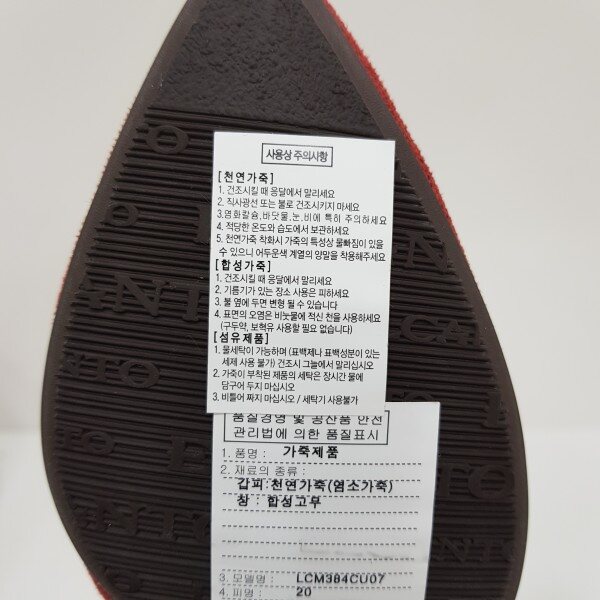 사용상 주의사항
[천연가죽]
1. 건조시킬 때 응달에서 말리세요
2. 직사광선 또는 불로 건조시키지 마세요
3.염화칼슘,바닷물,눈,비에 특히 주의하세요
4. 적당한 온도와 습도에서 보관하세요
5. 천연가죽 착화시 가죽의 특성상 물빠짐이 있을
수 있으니 어두운색 계열의 양말을 착용해주세요
[합성가죽]
1. 건조시킬 때 응달에서 말리세요
2. 기름기가 있는 장소 사용은 피하세요
3. 불 옆에 두면 변형 될 수 있습니다
4. 표면의 오염은 비눗물에 적신 천을 사용하세요
(구두약, 보혁유 사용할 필요 없습니다)
[섬유제품]
1. 물세탁이 가능하며 (표백제나 표백성분이 있는
세제 사용 불가) 건조시 그늘에서 말리십시오
2. 가죽이 부착된 제품의 세탁은 장시간 물에
담구어 두지 마십시오
3. 비틀어 짜지 마십시오 / 세탁기 사용불가
품질경영 및 공산품 안전
관리법에 의한 품질표시
1. 품명 : 가죽제품
2. 재료의 종류 :
갑피:천연가죽(염소가죽)
창 : 합성고무
3. 모델명 : LCM384CU07
4. 피명 : 20